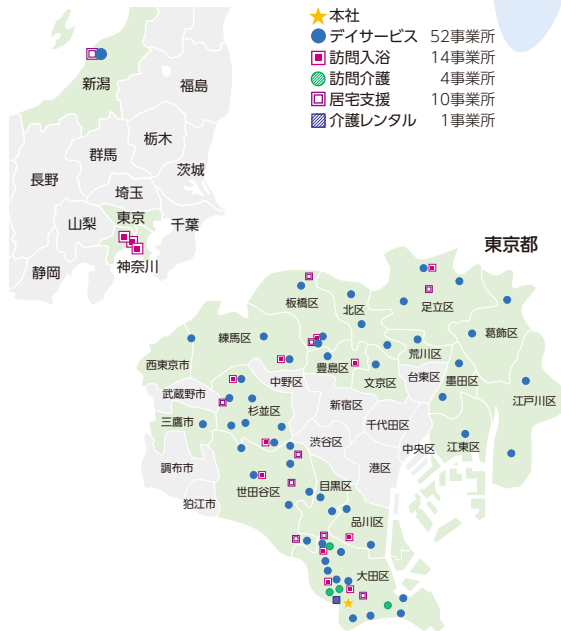 本社
デイサービス 52事業所
訪問入浴 14事業所
訪問介護 4事業所
居宅支援 10事業所
介護レンタル 1事業所
新潟
福島
栃木
群馬
茨城
長野
埼玉
東京
山梨
千葉
神奈川
静岡
東京都
足立区
板橋区
北区
葛飾区
練馬区
荒川区
豊島区
西東京市
文京区
台東区
墨田区
中野区
武蔵野市
江戸川区
杉並区
新宿区
三鷹市
千代田区
渋谷区
中央区
江東区
調布市
港区
世田谷区
目黒区
狛江市
品川区
大田区